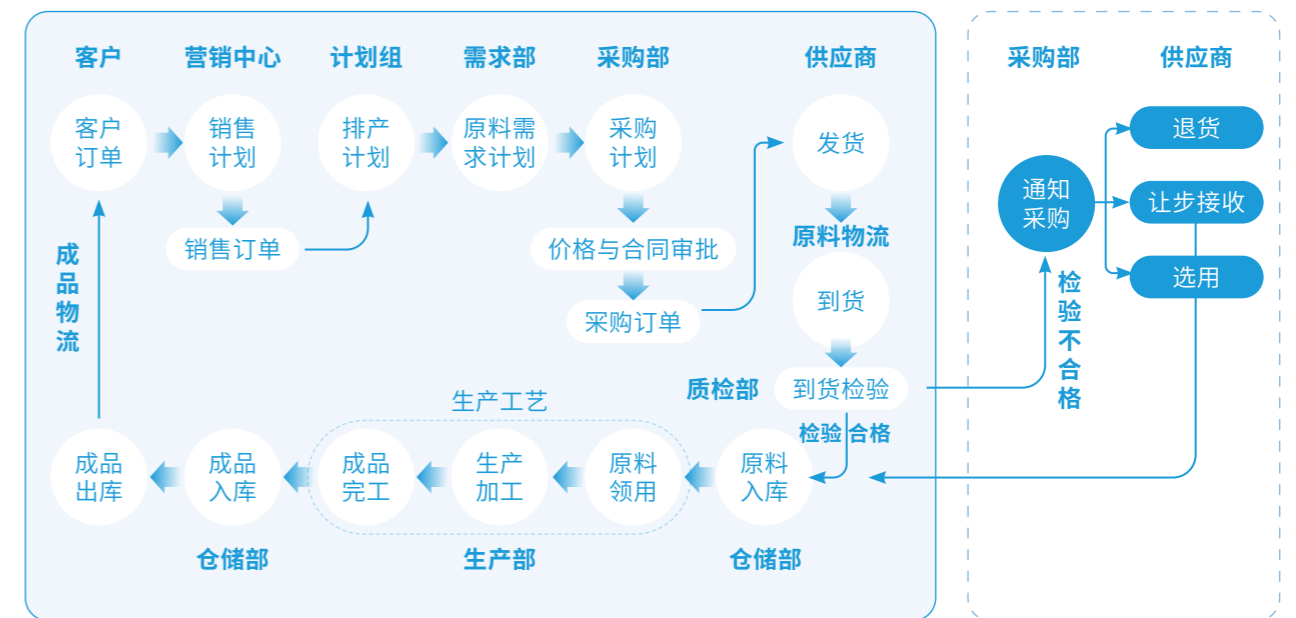 客户
营销中心
计划组
需求部
采购部
供应商
采购部
供应商
客户
订单
销售
计划
排产
计划
原料需
求计划
采购
计划
发货
退货
通知
采购
让步接收
选用
销售订单
价格与合同审批
采购订单
原料物流
到货
成品物流
检验不合格
质检部
到货检验
检验 合格
生产工艺
成品
出库
成品
入库
成品
完工
生产
加工
原料
领用
原料
入库
仓储部
生产部
仓储部